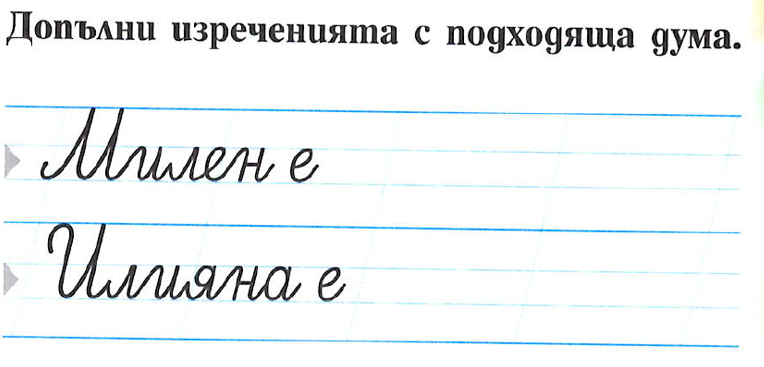 Допълни изреченията с подходяща дума.
Милен е
Илияна е